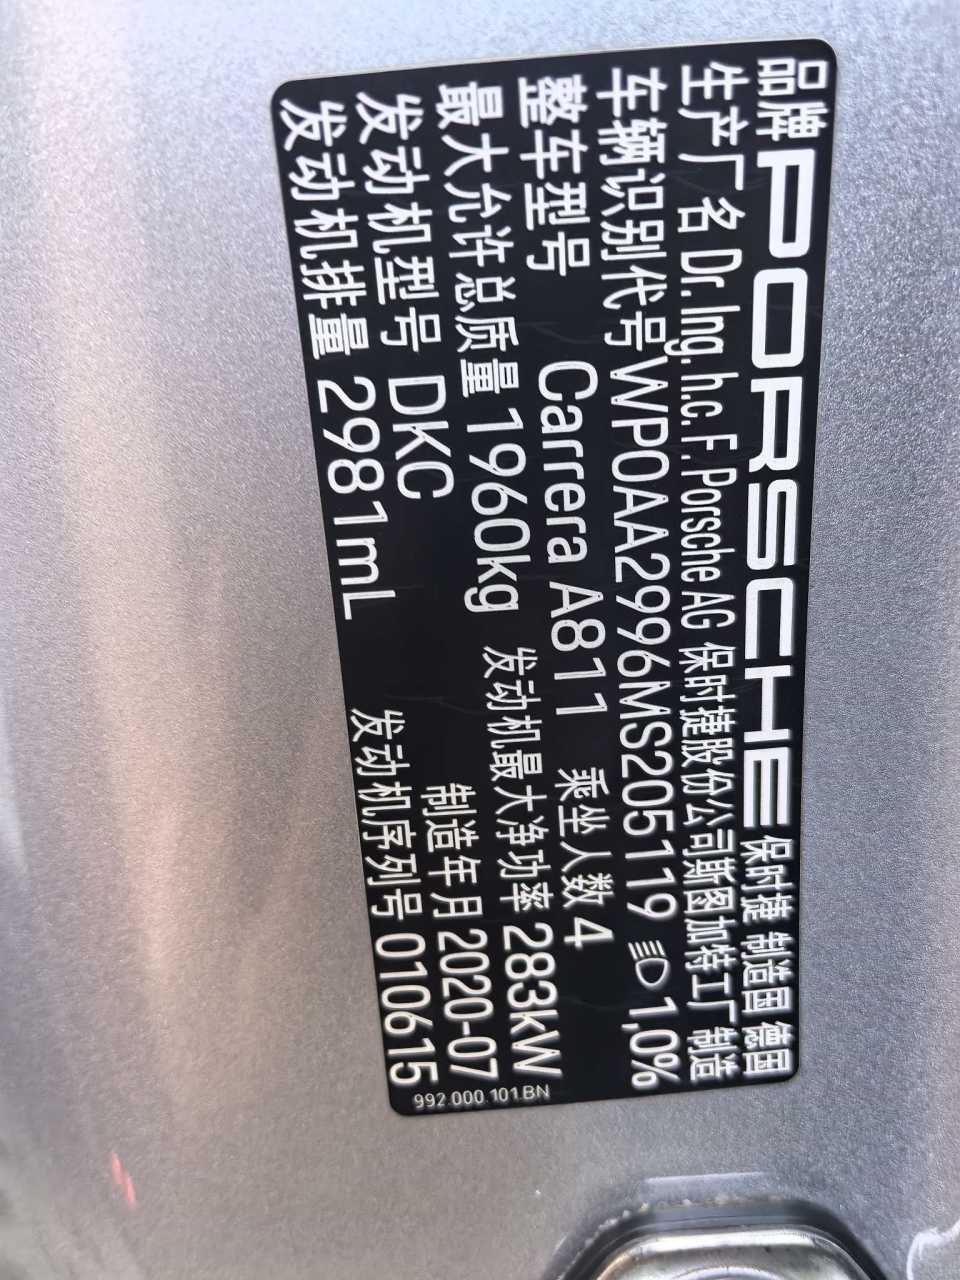 品牌 PORSCHE 保时捷 制造国 德国
生产厂名 Dr. Ing. h.c. F. Porsche AG 保时捷股份公司斯图加特工厂制造
车辆识别代号 WP0AA2996MS205119 1,0%
整车型号 Carrera A811 乘坐人数 4
最大允许总质量 1960kg 发动机最大净功率 283kW
发动机型号 DKC 制造年月 2020-07
发动机排量 2981mL 发动机序列号 010615
992.000.101.BN